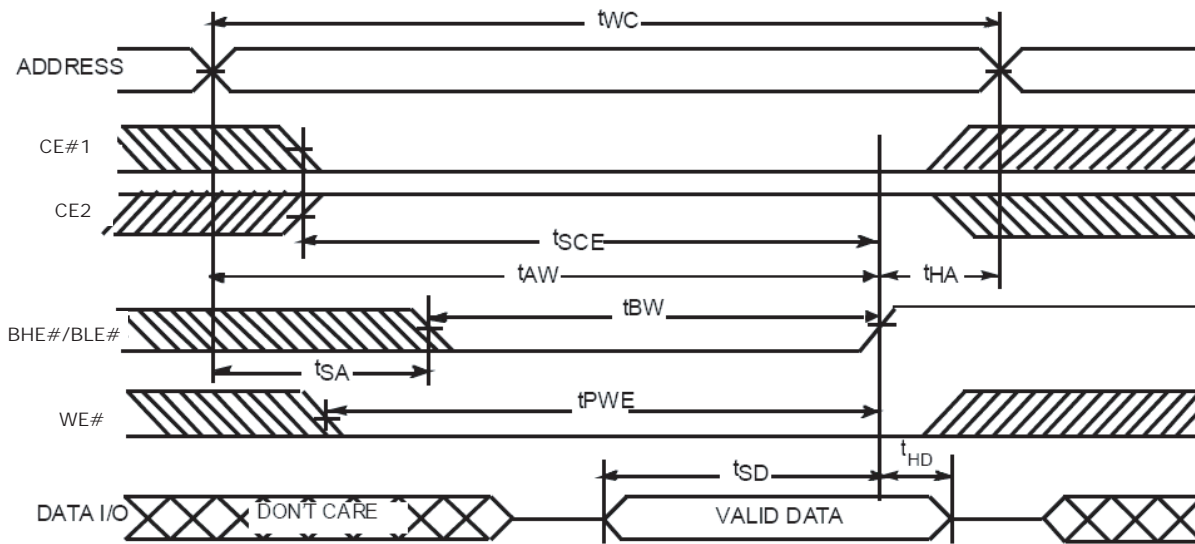 tWC
ADDRESS
CE#1
CE2
tSCE
tAW
tHA
tBW
BHE#/BLE#
tSA
tPWE
WE#
tSD
tHD
DATA I/O
DON'T CARE
VALID DATA